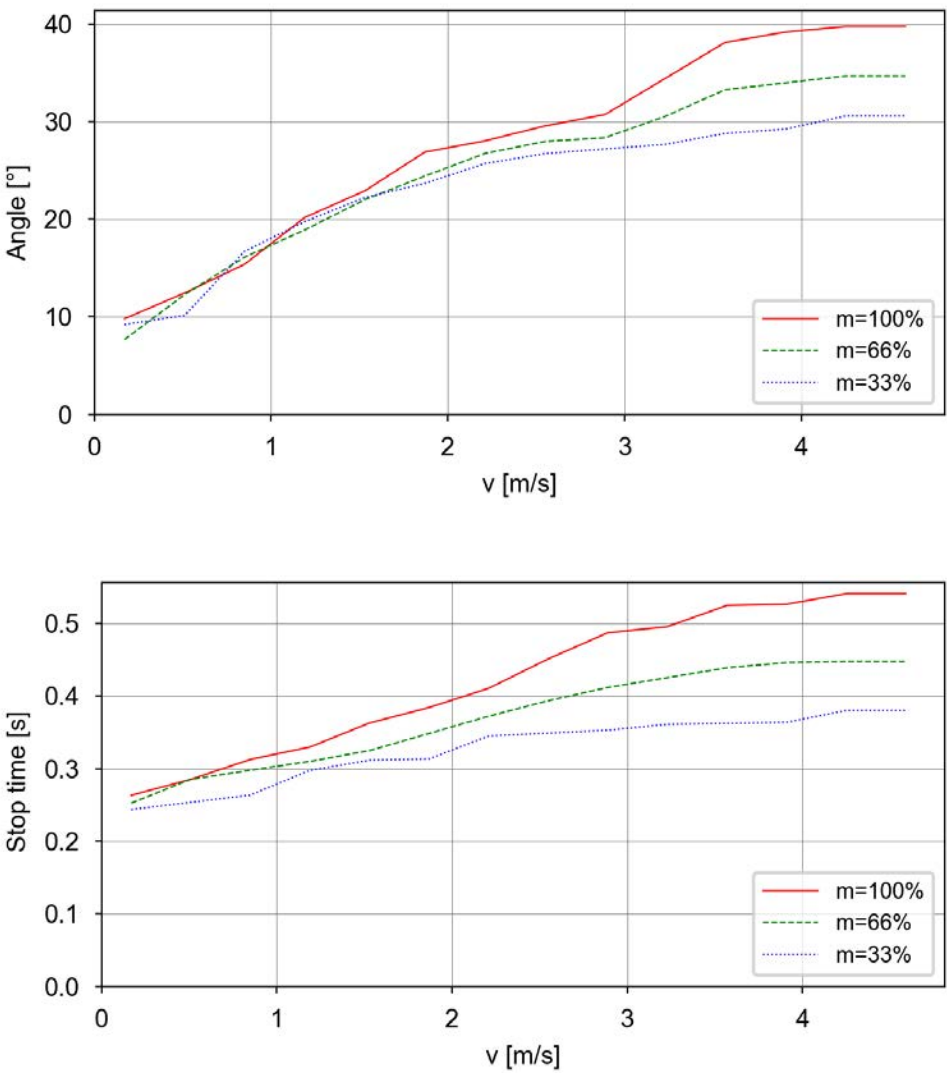 40
30
20
10
0
Angle [°]
m=100%
m=66%
m=33%
0 1 2 3 4
v [m/s]
0.5
0.4
0.3
0.2
0.1
0.0
Stop time [s]
m=100%
m=66%
m=33%
0 1 2 3 4
v [m/s]